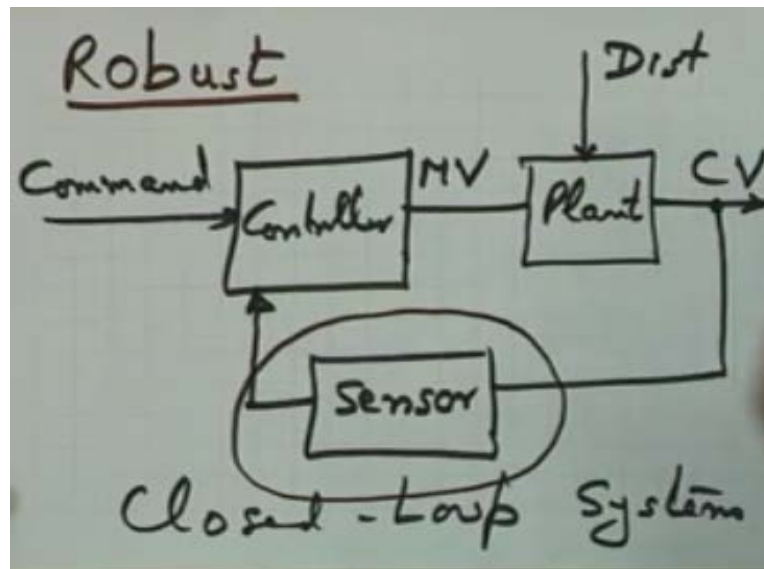 Robust
Dist
Command
Controller
MV
Plant
CV
Sensor
Closed-Loop System